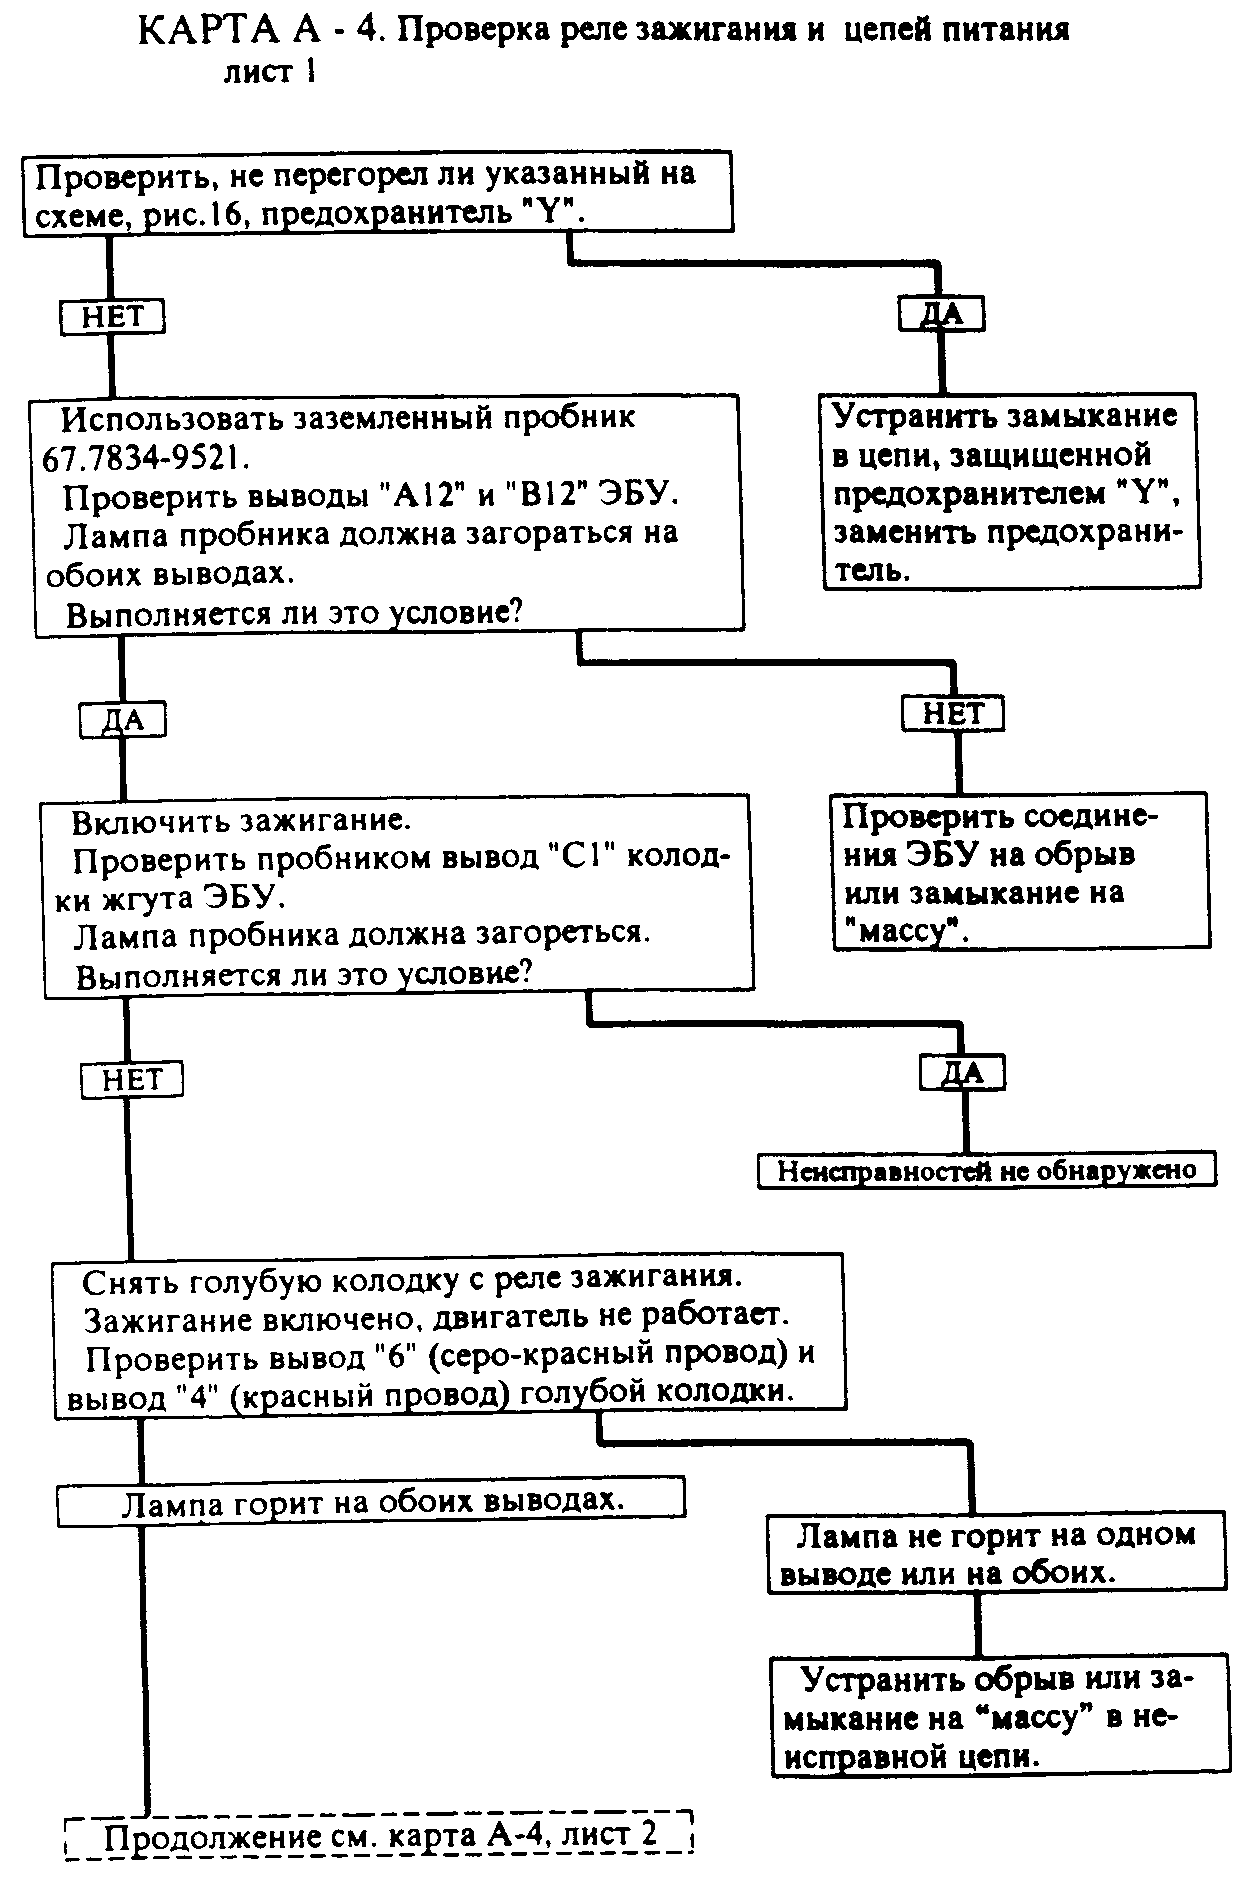 КАРТА А - 4. Проверка реле зажигания и цепей питания
лист 1
Проверить, не перегорел ли указанный на
схеме, рис.16, предохранитель "Y".
НЕТ
ДА
Использовать заземленный пробник
67.7834-9521.
Проверить выводы "А12" и "В12" ЭБУ.
Лампа пробника должна загораться на
обоих выводах.
Выполняется ли это условие?
Устранить замыкание
в цепи, защищенной
предохранителем "Y",
заменить предохрани-
тель.
ДА
НЕТ
Включить зажигание.
Проверить пробником вывод "С1" колод-
ки жгута ЭБУ.
Лампа пробника должна загореться.
Выполняется ли это условие?
Проверить соедине-
ния ЭБУ на обрыв
или замыкание на
"массу".
НЕТ
ДА
Неисправностей не обнаружено
Снять голубую колодку с реле зажигания.
Зажигание включено, двигатель не работает.
Проверить вывод "6" (серо-красный провод) и
вывод "4" (красный провод) голубой колодки.
Лампа горит на обоих выводах.
Лампа не горит на одном
выводе или на обоих.
Устранить обрыв или за-
мыкание на "массу" в не-
исправной цепи.
Продолжение см. карта А-4, лист 2